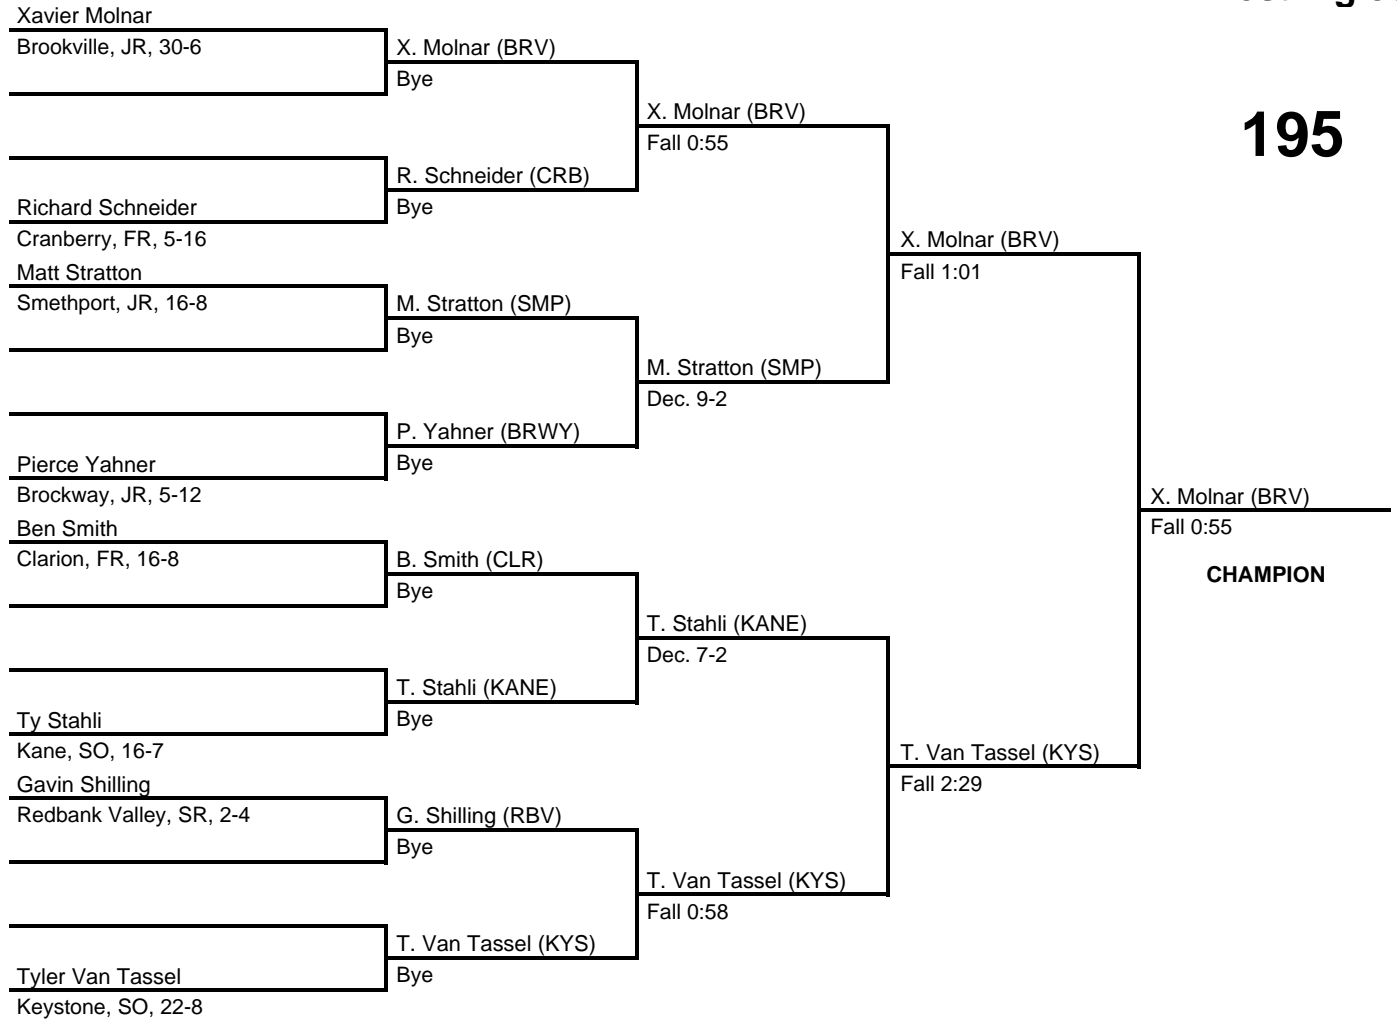 Xavier Molnar
Brookville, JR, 30-6
X. Molnar (BRV)
Bye
X. Molnar (BRV)
Fall 0:55
195
R. Schneider (CRB)
Bye
Richard Schneider
Cranberry, FR, 5-16
X. Molnar (BRV)
Fall 1:01
Matt Stratton
Smethport, JR, 16-8
M. Stratton (SMP)
Bye
M. Stratton (SMP)
Dec. 9-2
P. Yahner (BRWY)
Bye
Pierce Yahner
Brockway, JR, 5-12
X. Molnar (BRV)
Fall 0:55
CHAMPION
Ben Smith
Clarion, FR, 16-8
B. Smith (CLR)
Bye
T. Stahli (KANE)
Dec. 7-2
T. Stahli (KANE)
Bye
Ty Stahli
Kane, SO, 16-7
T. Van Tassel (KYS)
Fall 2:29
Gavin Shilling
Redbank Valley, SR, 2-4
G. Shilling (RBV)
Bye
T. Van Tassel (KYS)
Fall 0:58
T. Van Tassel (KYS)
Bye
Tyler Van Tassel
Keystone, SO, 22-8